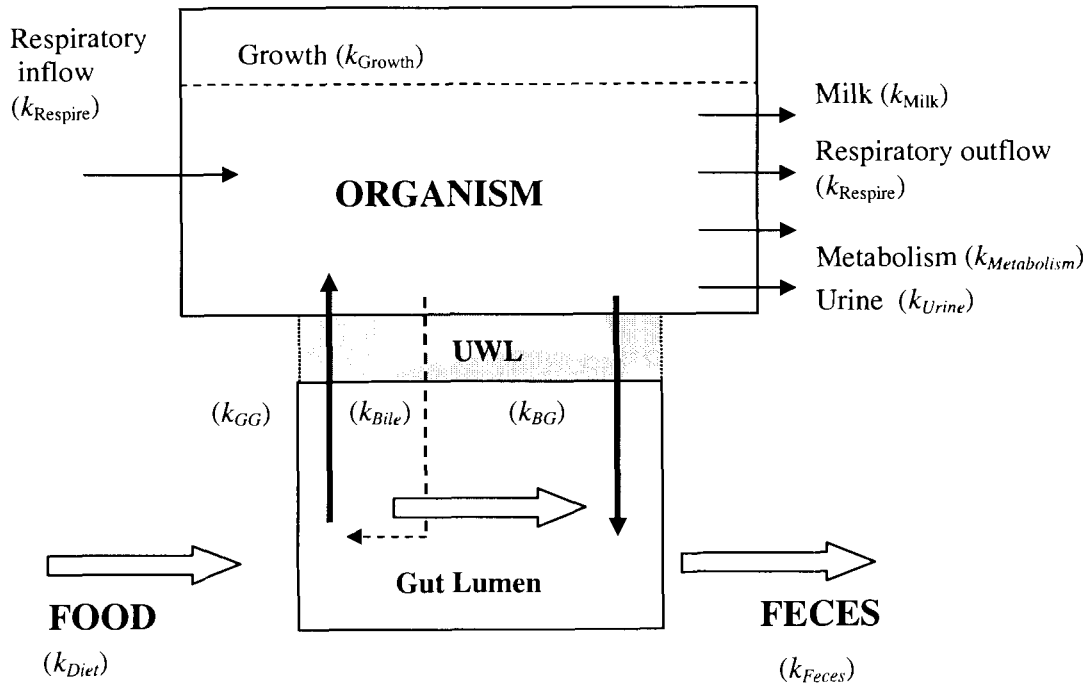 Respiratory
inflow
(kRespire)
Growth (kGrowth)
Milk (kMilk)
Respiratory outflow
(kRespire)
ORGANISM
Metabolism (kMetabolism)
Urine (kUrine)
UWL
(kGG)
(kBile)
(kBG)
Gut Lumen
FOOD
(kDiet)
FECES
(kFeces)